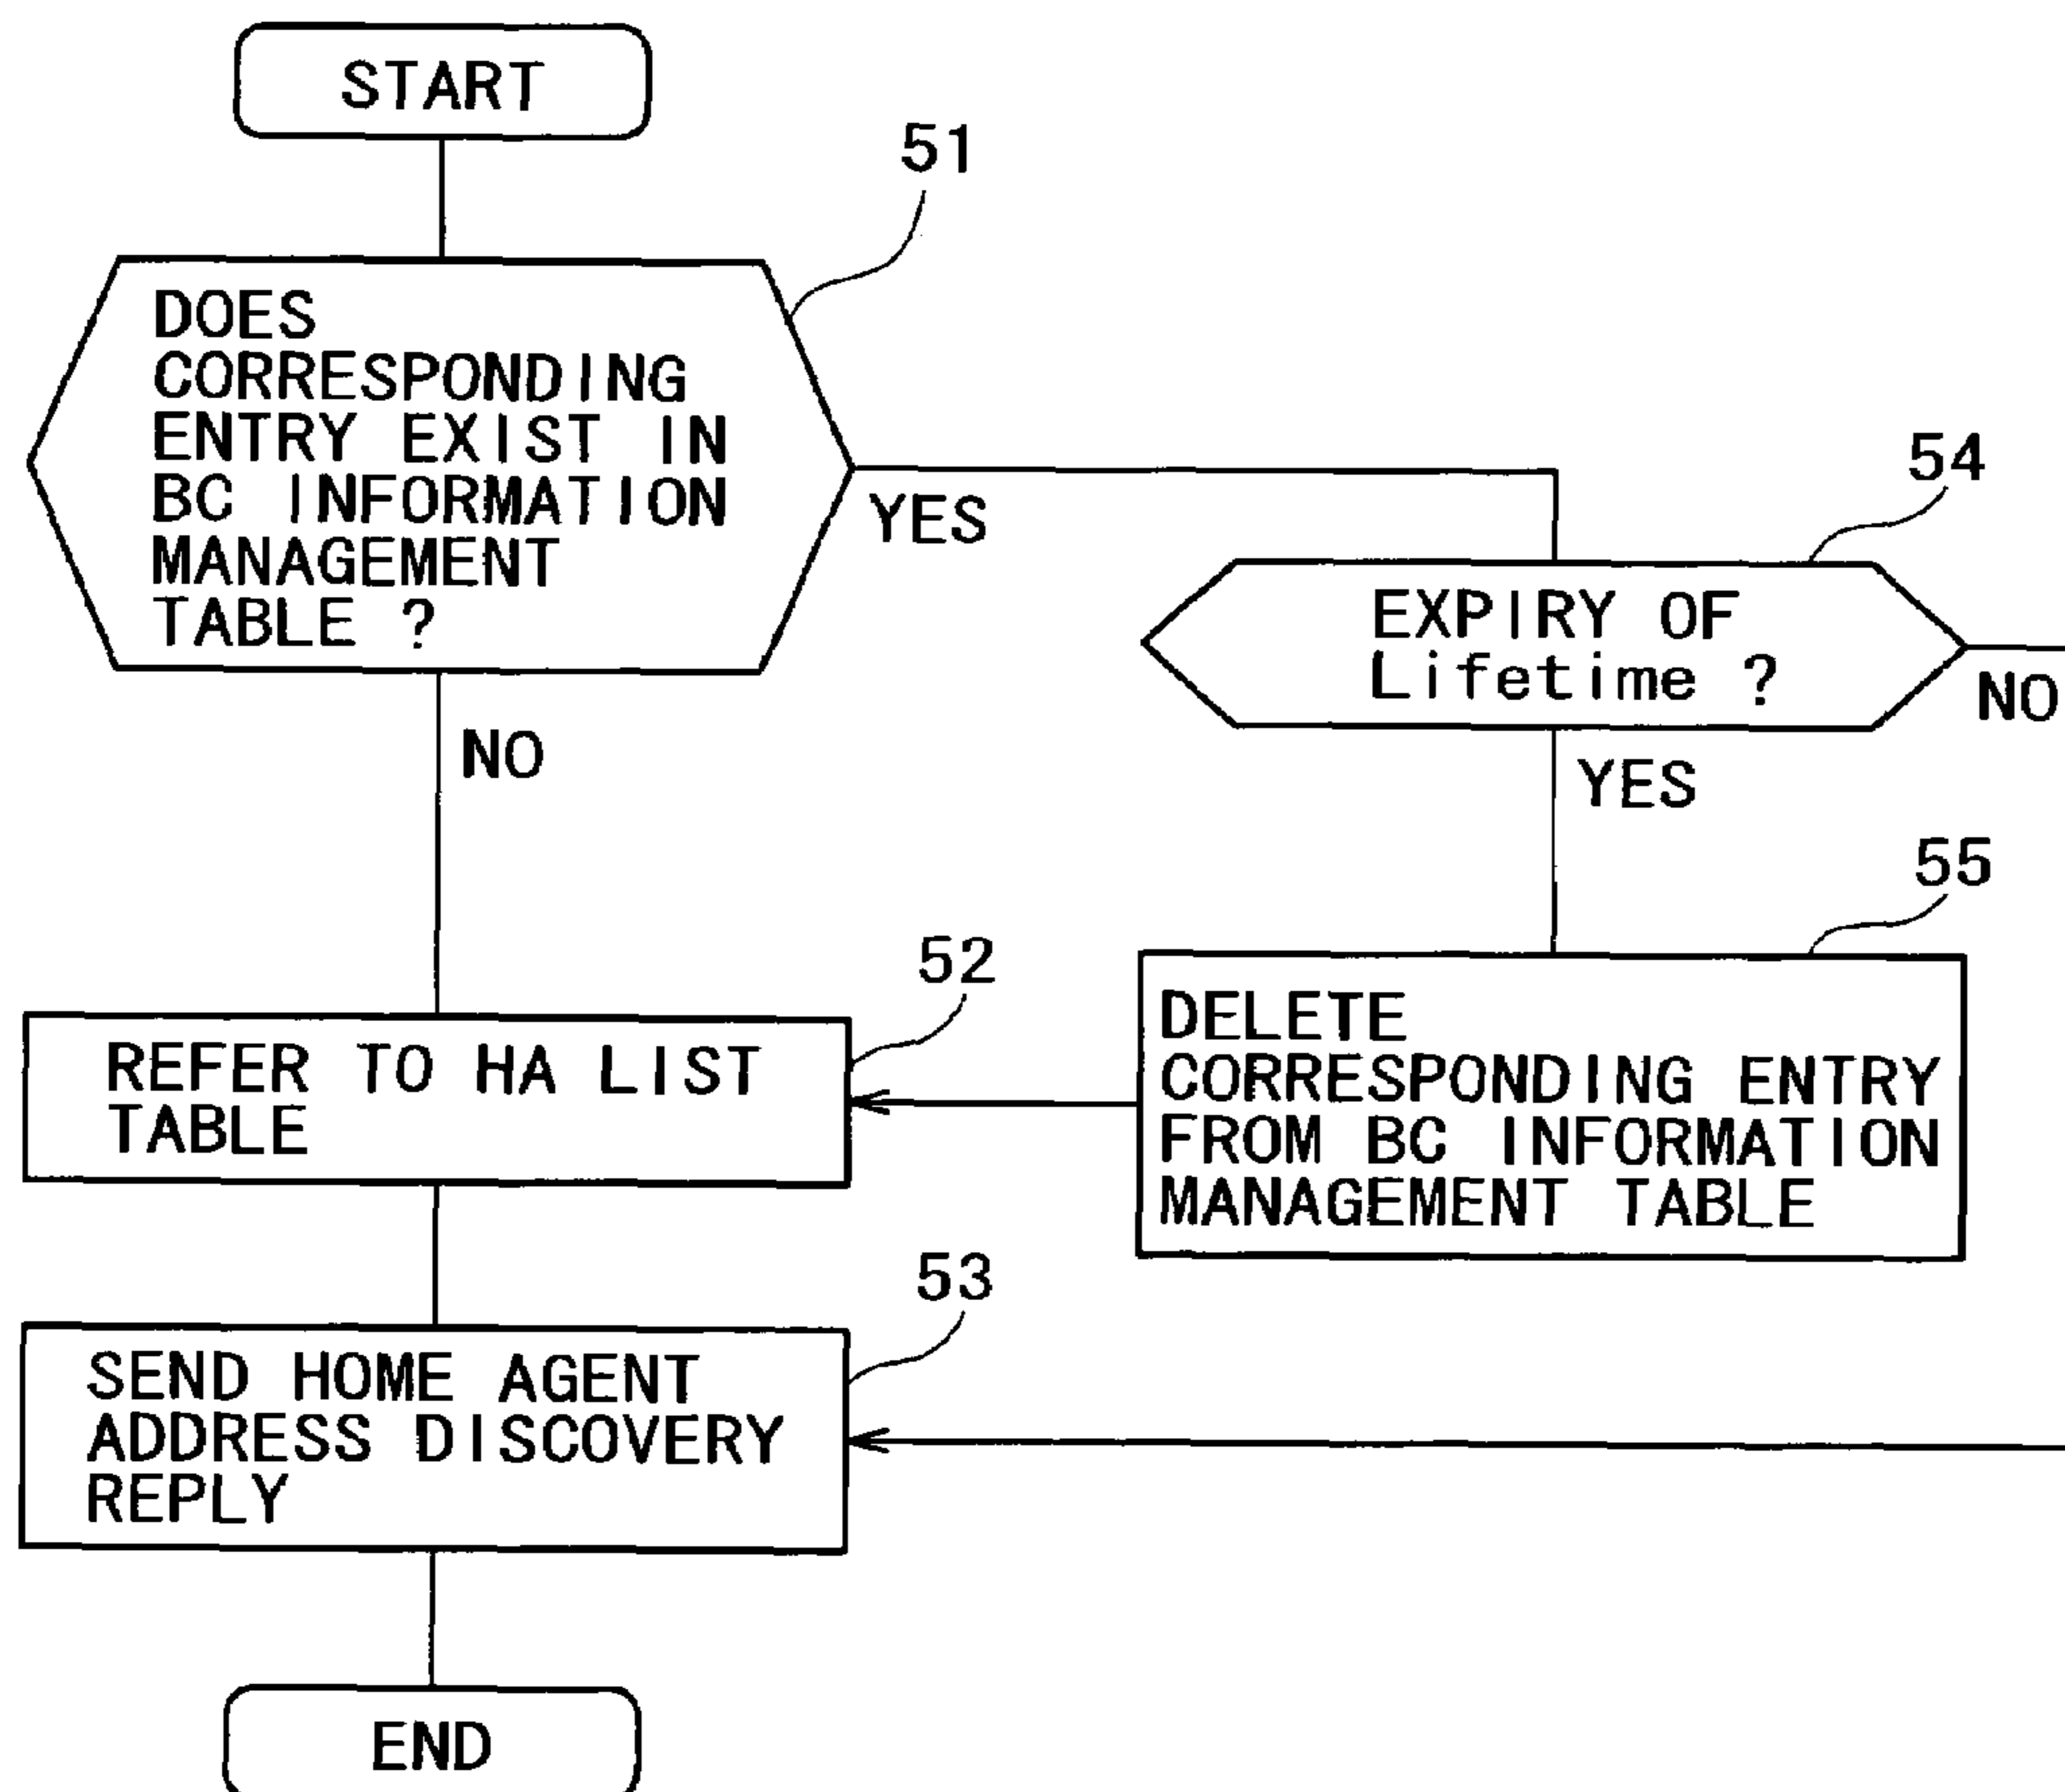 START
51
DOES
CORRESPONDING
ENTRY EXIST IN
BC INFORMATION
MANAGEMENT
TABLE ?
YES
NO
54
EXPIRY OF
Lifetime ?
NO
YES
55
DELETE
CORRESPONDING ENTRY
FROM BC INFORMATION
MANAGEMENT TABLE
52
REFER TO HA LIST
TABLE
53
SEND HOME AGENT
ADDRESS DISCOVERY
REPLY
END